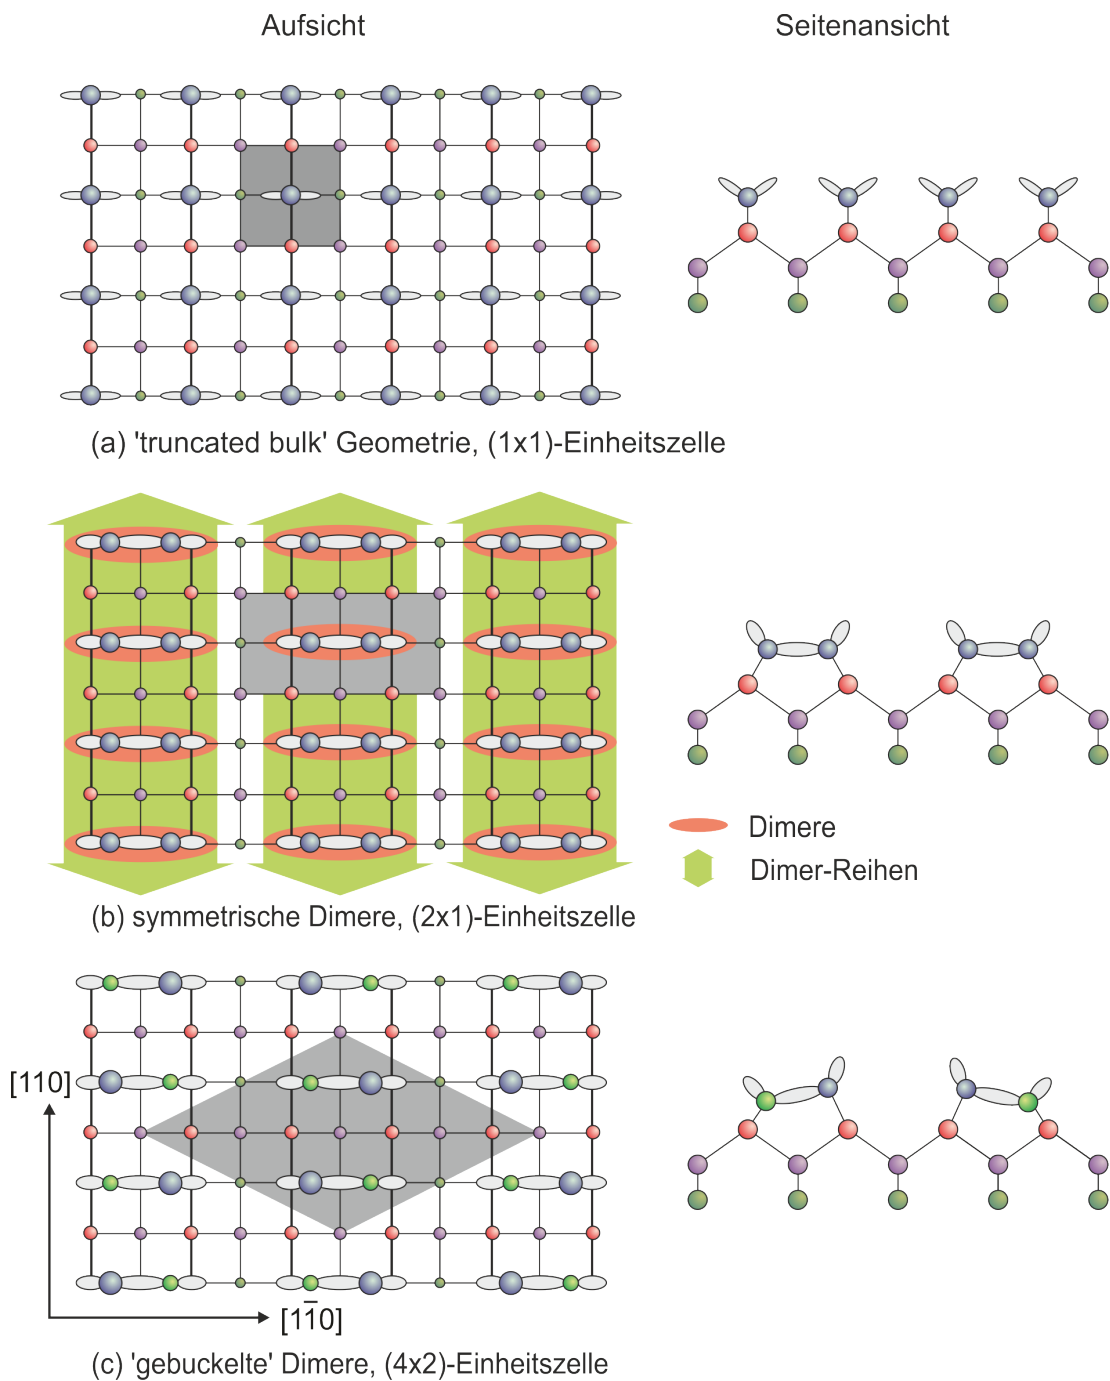 Aufsicht
Seitenansicht
(a) 'truncated bulk' Geometrie, (1x1)-Einheitszelle
Dimere
Dimer-Reihen
(b) symmetrische Dimere, (2x1)-Einheitszelle
[110]
[11̅0]
(c) 'gebuckelte' Dimere, (4x2)-Einheitszelle